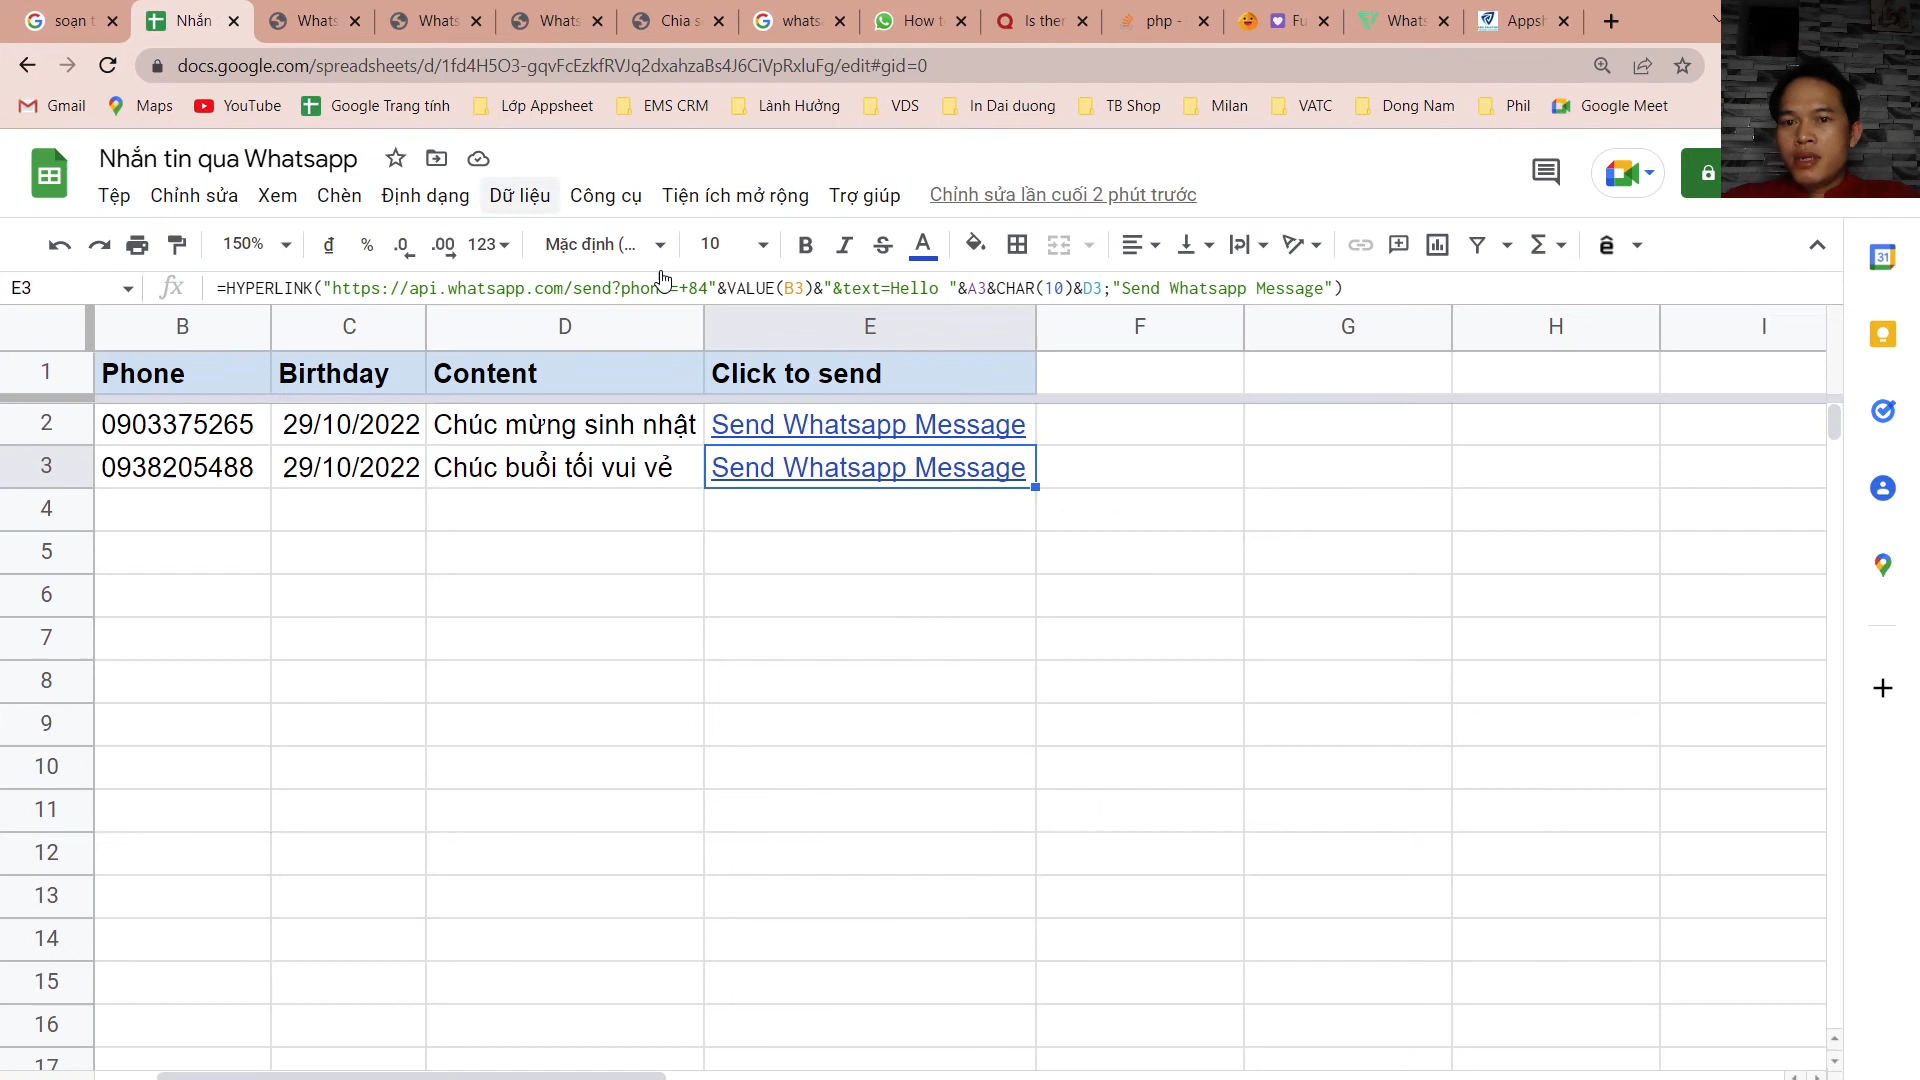 soạn t
Nhắn
Whats
Whats
Whats
Chia s
whats
How t
Is ther
php -
Fu
Whats
Appsh
docs.google.com/spreadsheets/d/1fd4H5O3-gqvFcEzkfRVJq2dxahzaBs4J6CiVpRxluFg/edit#gid=0
Gmail
Maps
YouTube
Google Trang tính
Lớp Appsheet
EMS CRM
Lành Hưởng
VDS
In Dai duong
TB Shop
Milan
VATC
Dong Nam
Phil
Google Meet
Nhắn tin qua Whatsapp
Tệp Chỉnh sửa Xem Chèn Định dạng Dữ liệu Công cụ Tiện ích mở rộng Trợ giúp Chỉnh sửa lần cuối 2 phút trước
150% đ % .0 .00 123 Mặc định (... 10 B I S A Σ ê
31
E3 fx =HYPERLINK("https://api.whatsapp.com/send?phone=+84"&VALUE(B3)&"&text=Hello "&A3&CHAR(10)&D3;"Send Whatsapp Message")
B C D E F G H I
1 Phone Birthday Content Click to send
2 0903375265 29/10/2022 Chúc mừng sinh nhật Send Whatsapp Message
3 0938205488 29/10/2022 Chúc buổi tối vui vẻ Send Whatsapp Message
4
5
6
7
8
9
10
11
12
13
14
15
16
17